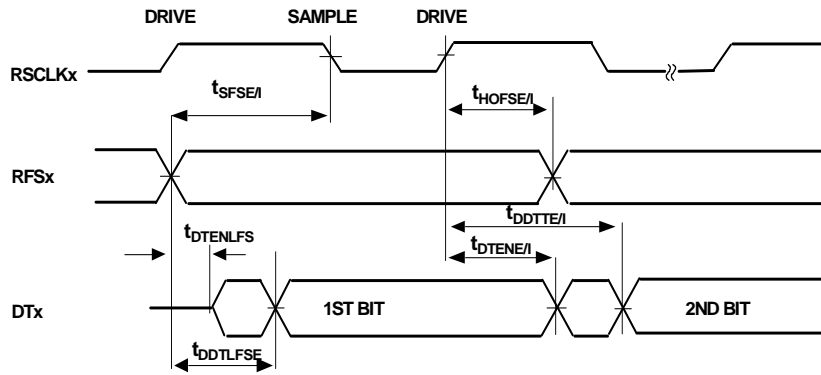 DRIVE SAMPLE DRIVE
RSCLKx
tSFSE/I
tHOFSE/I
RFSx
tDDTTE/I
tDTENLFS
tDTENE/I
DTx
1ST BIT
2ND BIT
tDDTLFSE